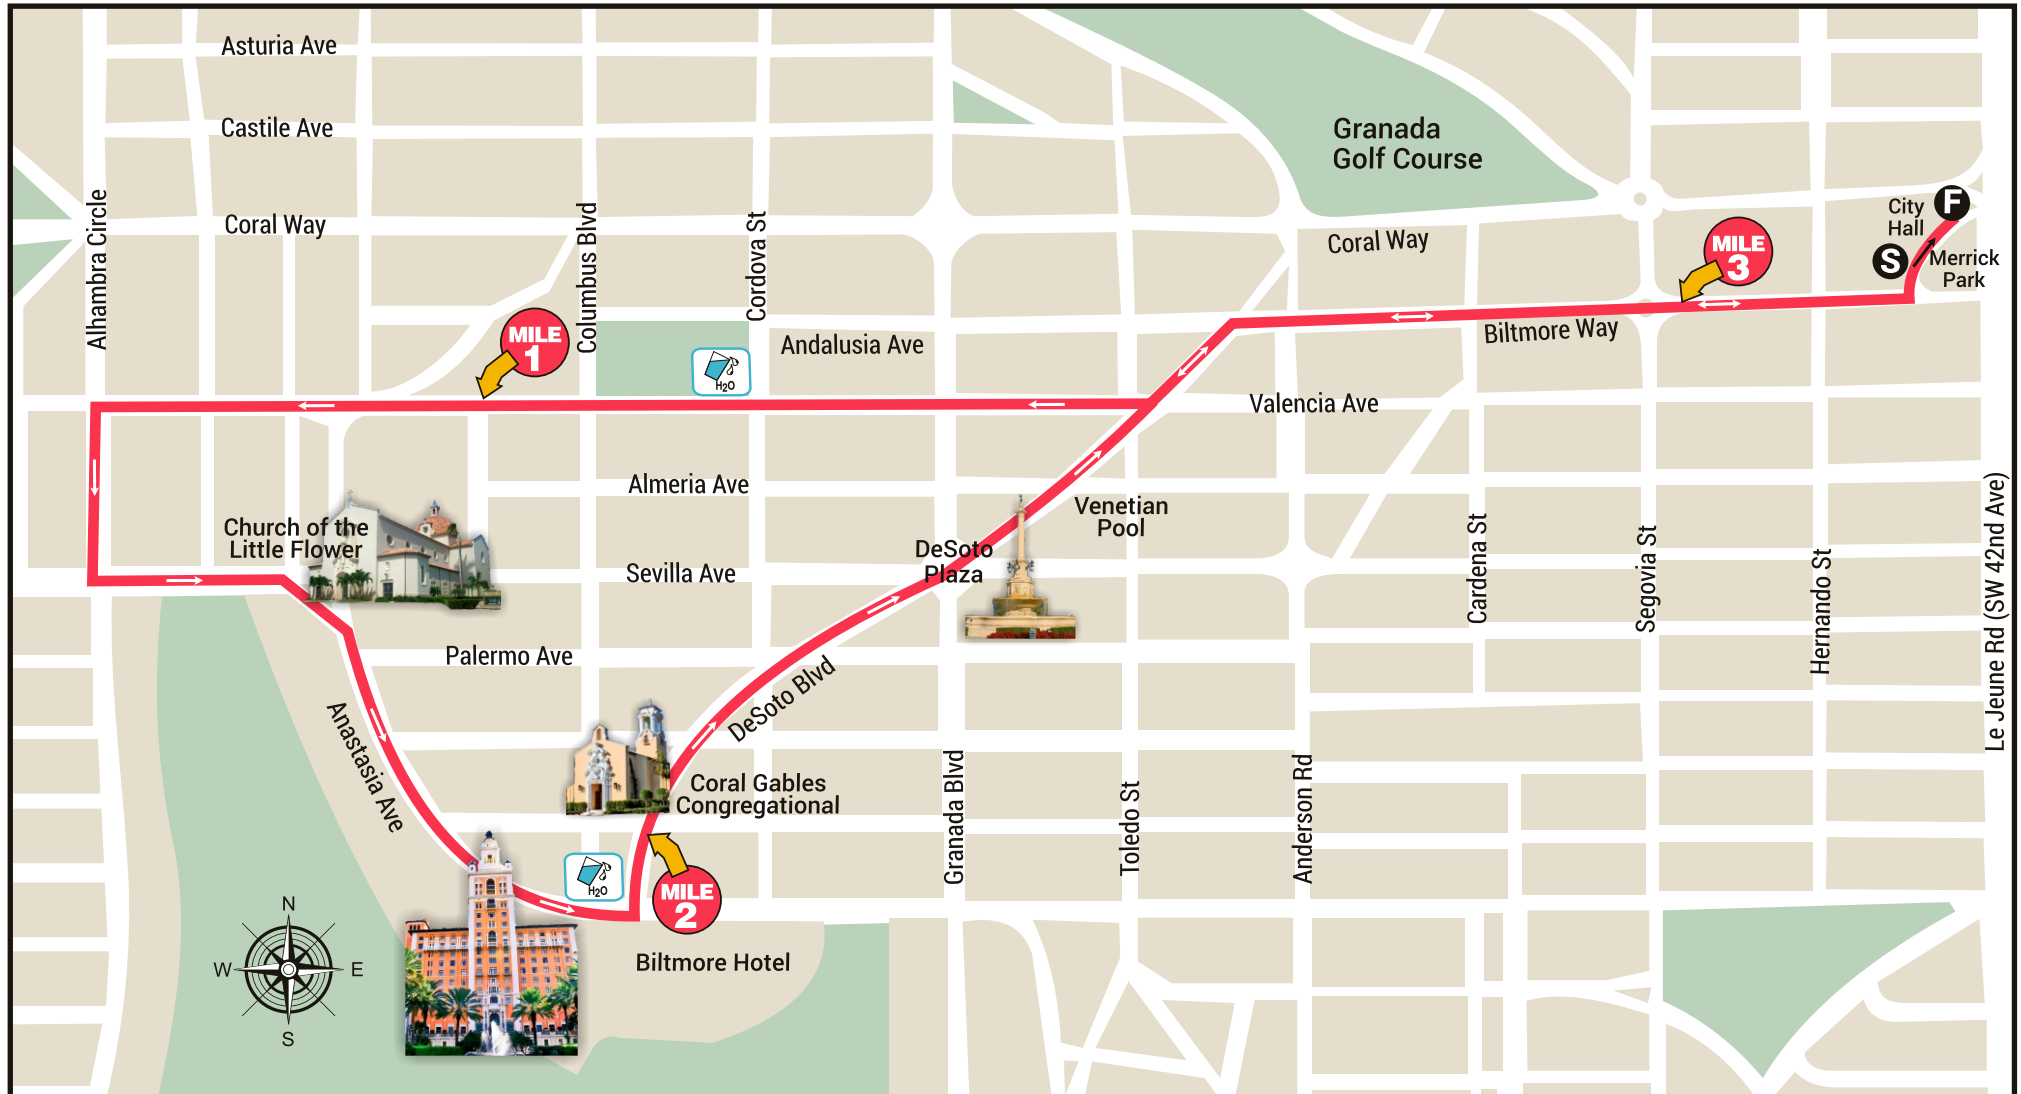 Asturia Ave
Castile Ave
Granada
Golf Course
Coral Way
Coral Way
Alhambra Circle
Columbus Blvd
Cordova St
F
City
Hall
S
Merrick
Park
MILE
3
MILE
1
Andalusia Ave
Biltmore Way
H2O
Valencia Ave
Almeria Ave
Venetian
Pool
Church of the
Little Flower
DeSoto
Plaza
Sevilla Ave
Cardena St
Segovia St
Hernando St
Le Jeune Rd (SW 42nd Ave)
Palermo Ave
DeSoto Blvd
Anastasia Ave
Coral Gables
Congregational
Granada Blvd
Toledo St
Anderson Rd
H2O
MILE
2
Biltmore Hotel
N
W
E
S